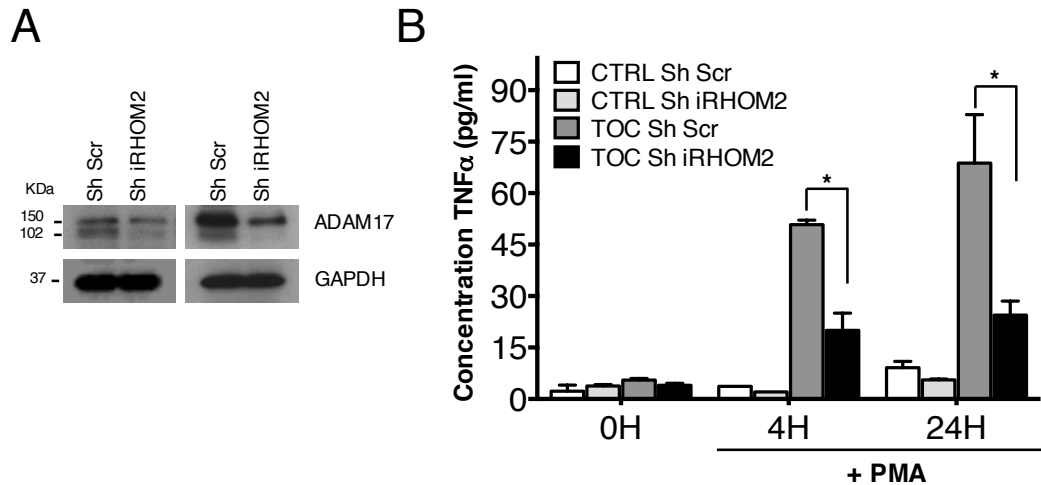 A
Sh Scr
Sh iRHOM2
Sh Scr
Sh iRHOM2
KDa
150
102
ADAM17
37
GAPDH
B
CTRL Sh Scr
CTRL Sh iRHOM2
TOC Sh Scr
TOC Sh iRHOM2
Concentration TNFα (pg/ml)
90
75
60
45
30
15
0
*
*
0H
4H
24H
+ PMA